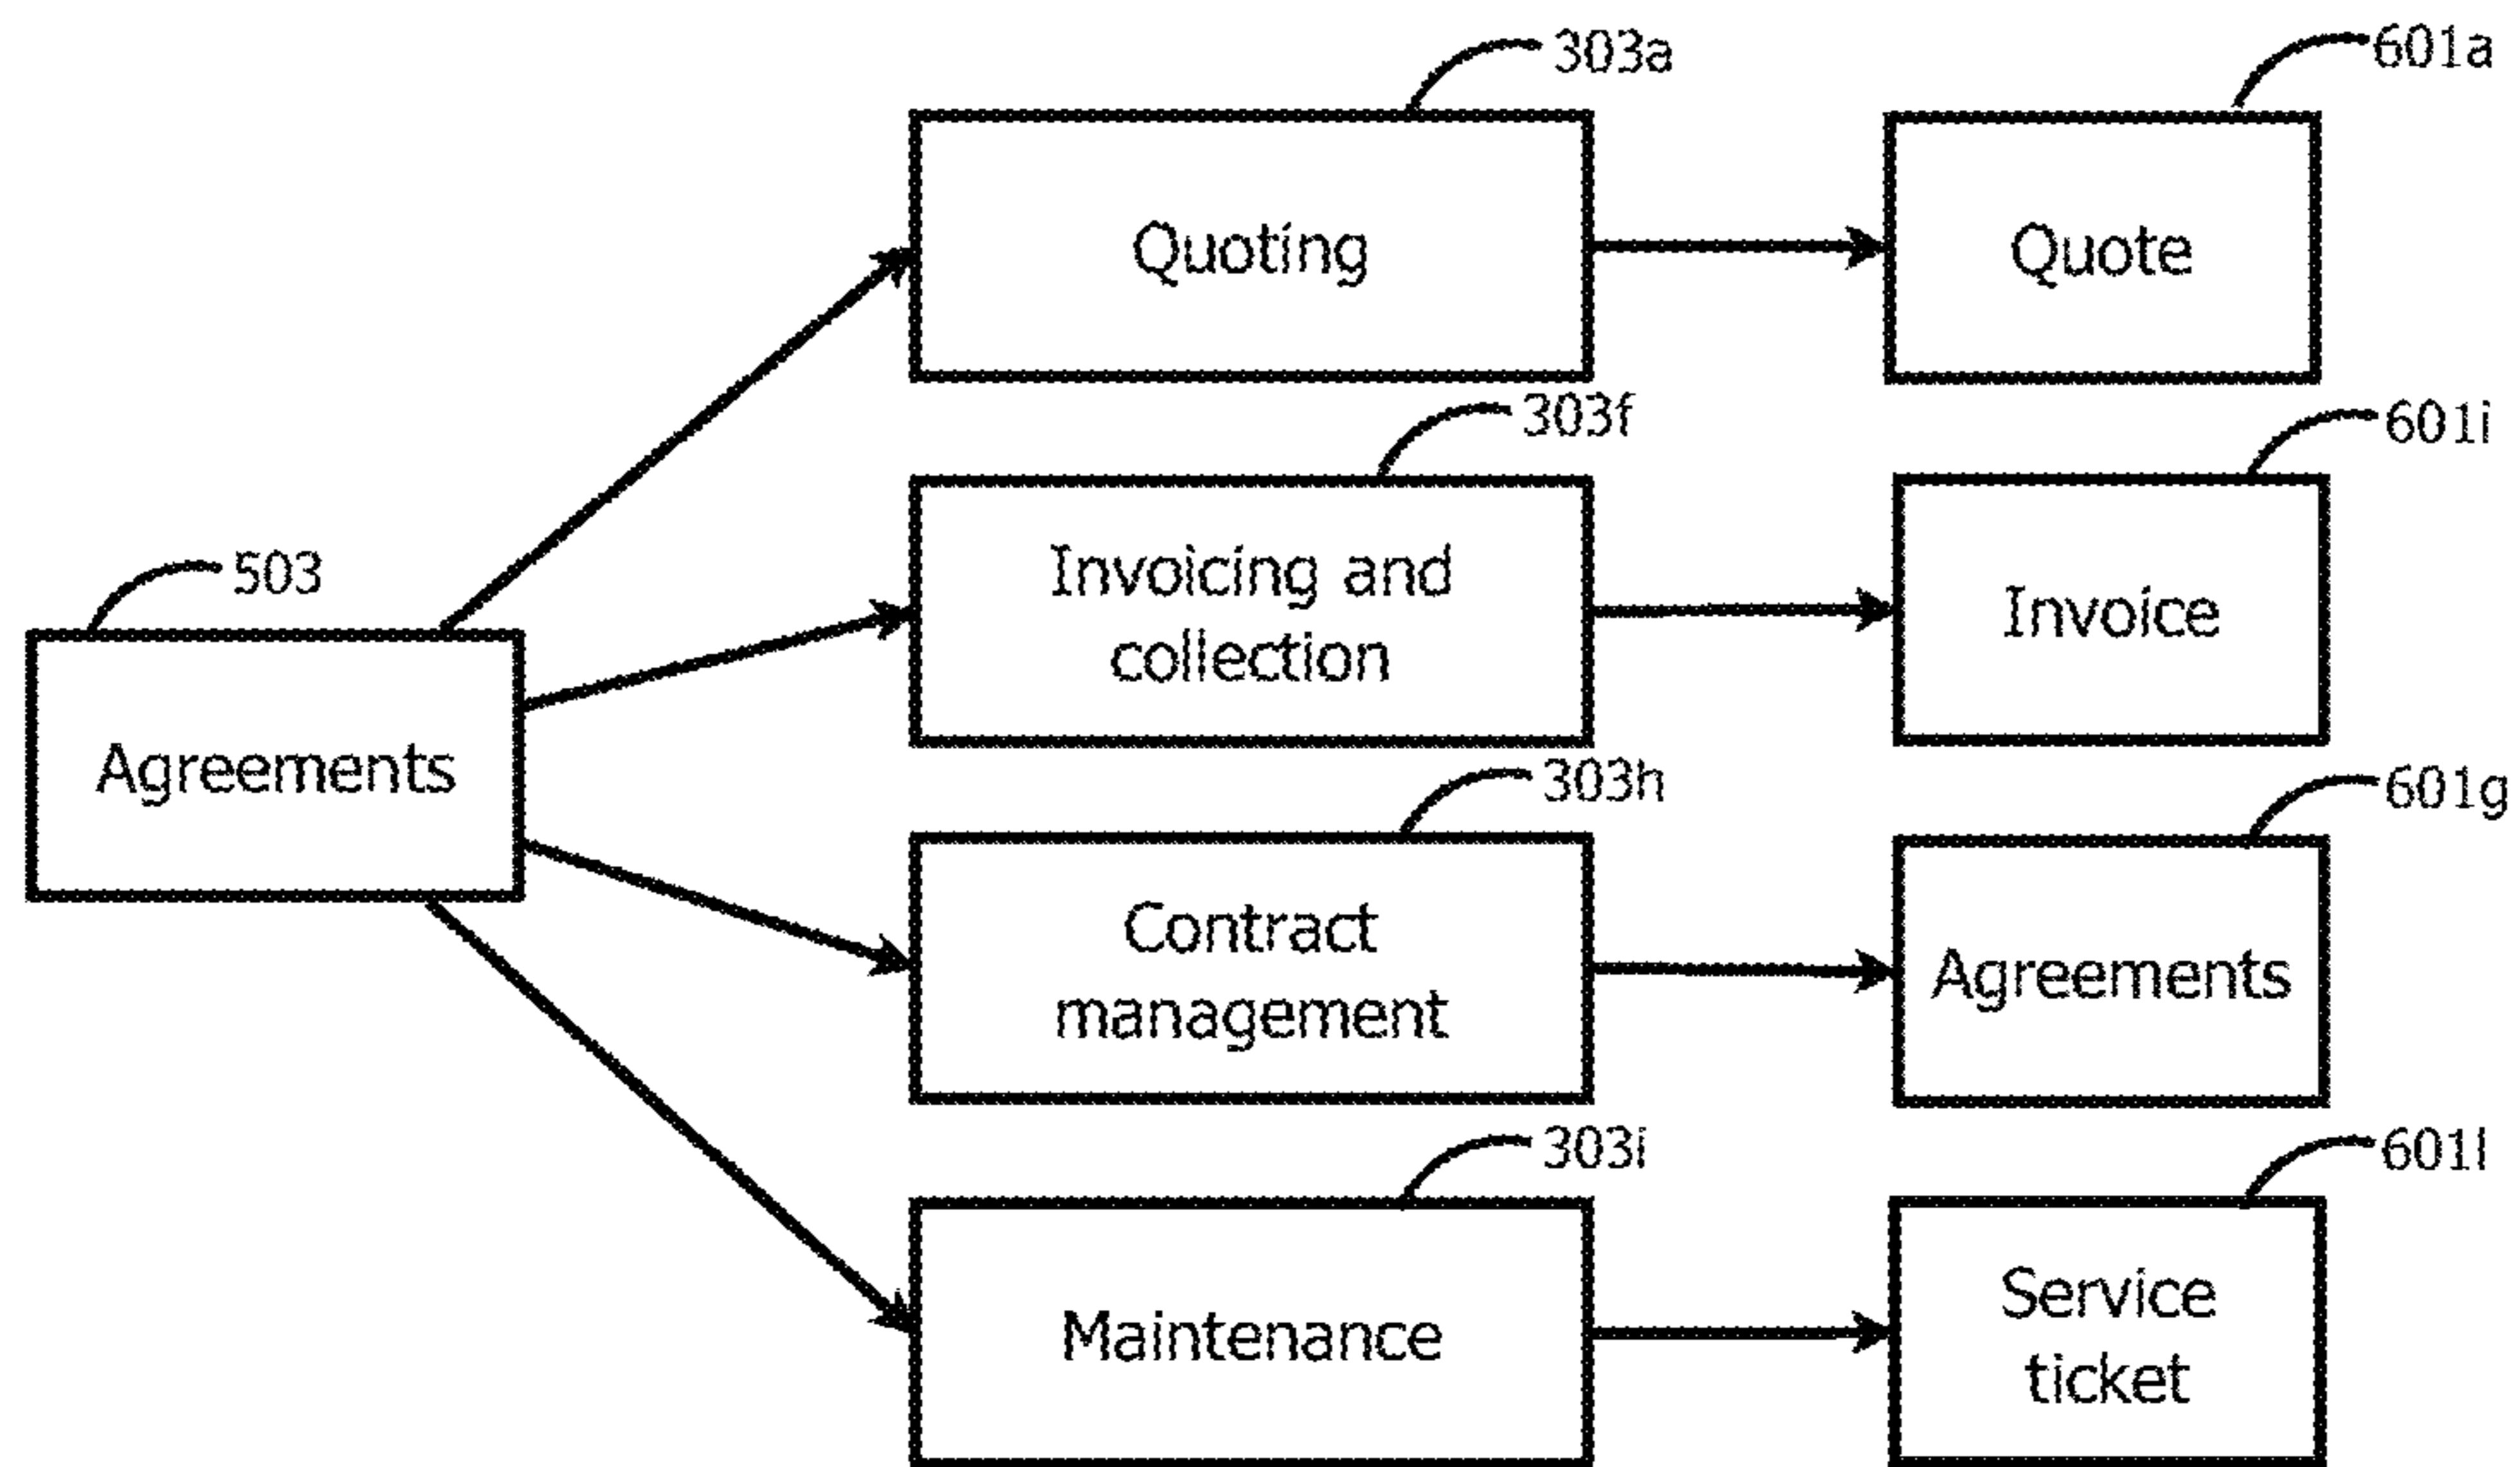 303a
601a
Quoting
Quote
303f
601i
Invoicing and
collection
Invoice
503
Agreements
303h
601g
Contract
management
Agreements
303i
601l
Maintenance
Service
ticket